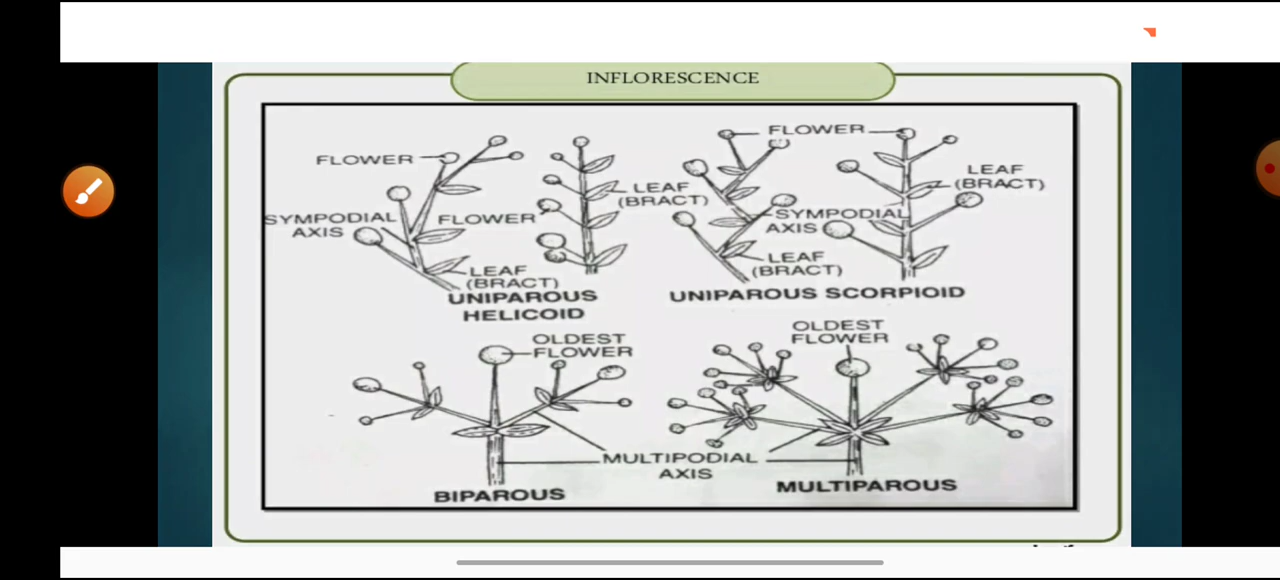 INFLORESCENCE
FLOWER
SYMPODIAL
AXIS
FLOWER
LEAF
(BRACT)
LEAF
(BRACT)
UNIPAROUS
HELICOID
FLOWER
LEAF
(BRACT)
SYMPODIAL
AXIS
LEAF
(BRACT)
UNIPAROUS SCORPIOID
OLDEST
FLOWER
OLDEST
FLOWER
MULTIPODIAL
AXIS
BIPAROUS
MULTIPAROUS